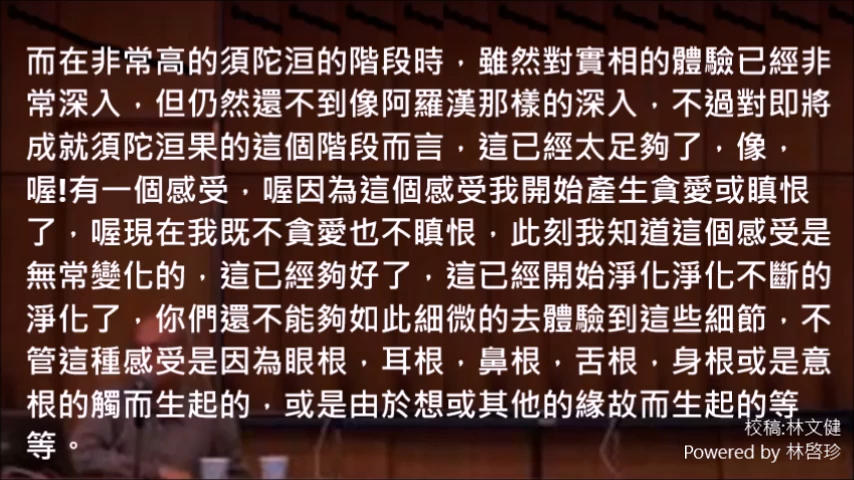 而在非常高的須陀洹的階段時，雖然對實相的體驗已經非
常深入，但仍然還不到像阿羅漢那樣的深入，不過對即將
成就須陀洹果的這個階段而言，這已經太足夠了，像，
喔!有一個感受，喔因為這個感受我開始產生貪愛或瞋恨
了，喔現在我既不貪愛也不瞋恨，此刻我知道這個感受是
無常變化的，這已經夠好了，這已經開始淨化淨化不斷的
淨化了，你們還不能夠如此細微的去體驗到這些細節，不
管這種感受是因為眼根，耳根，鼻根，舌根，身根或是意
根的觸而生起的，或是由於想或其他的緣故而生起的等
等。
校稿:林文健
Powered by 林啓珍